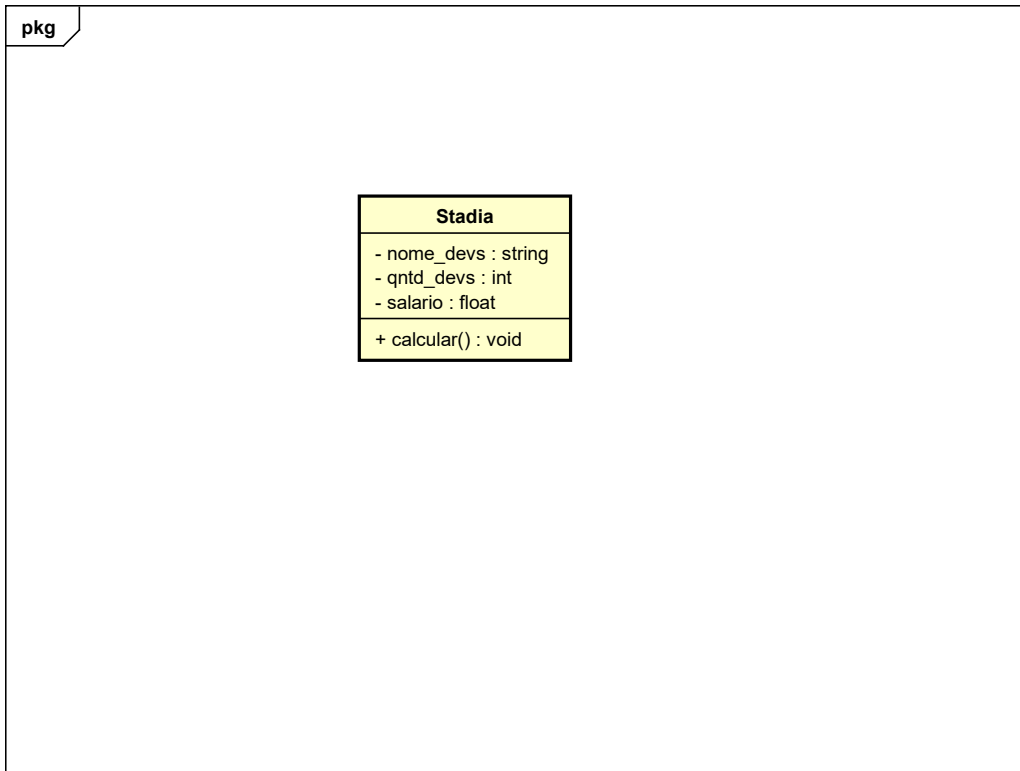 pkg
Stadia
- nome_devs : string
- qntd_devs : int
- salario : float
+ calcular() : void